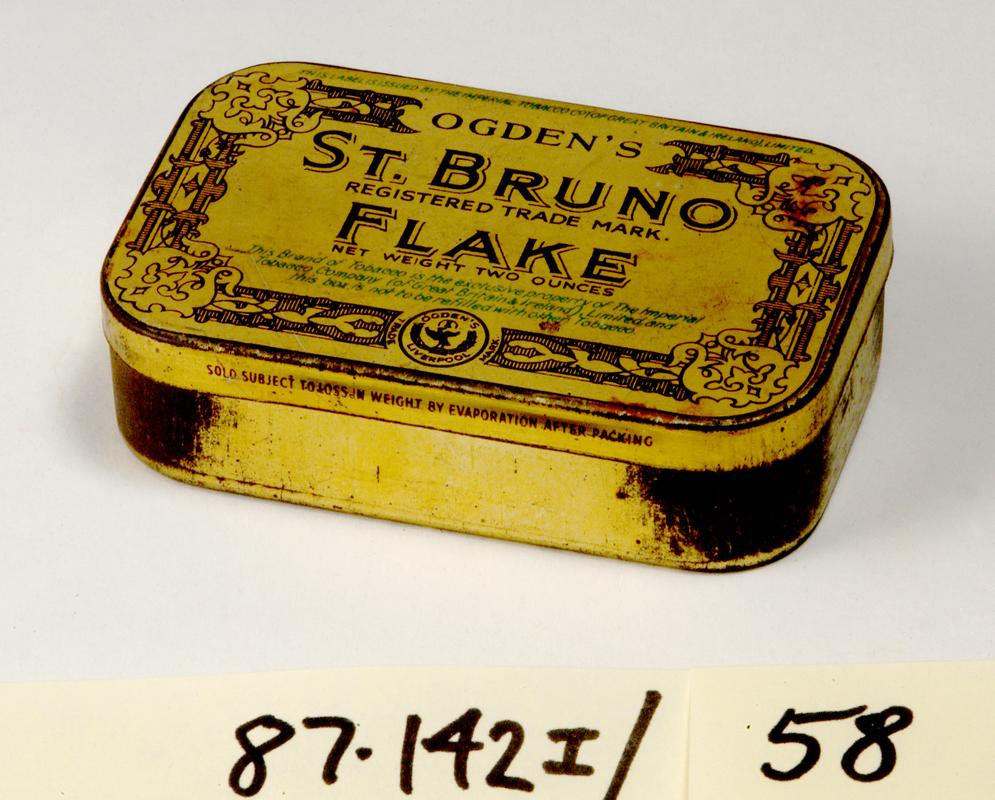 THIS LABEL IS ISSUED BY THE IMPERIAL TOBACCO CO (OF GREAT BRITAIN & IRELAND), LIMITED.
OGDEN'S
ST. BRUNO
REGISTERED TRADE MARK.
FLAKE
NET WEIGHT TWO OUNCES
This Brand of Tobacco is the exclusive property of The Imperial
Tobacco Company (of Great Britain & Ireland), Limited and
this box is not to be refilled with other Tobacco.
TRADE MARK
OGDEN'S
LIVERPOOL
SOLD SUBJECT TO LOSS IN WEIGHT BY EVAPORATION AFTER PACKING
87.142I/58